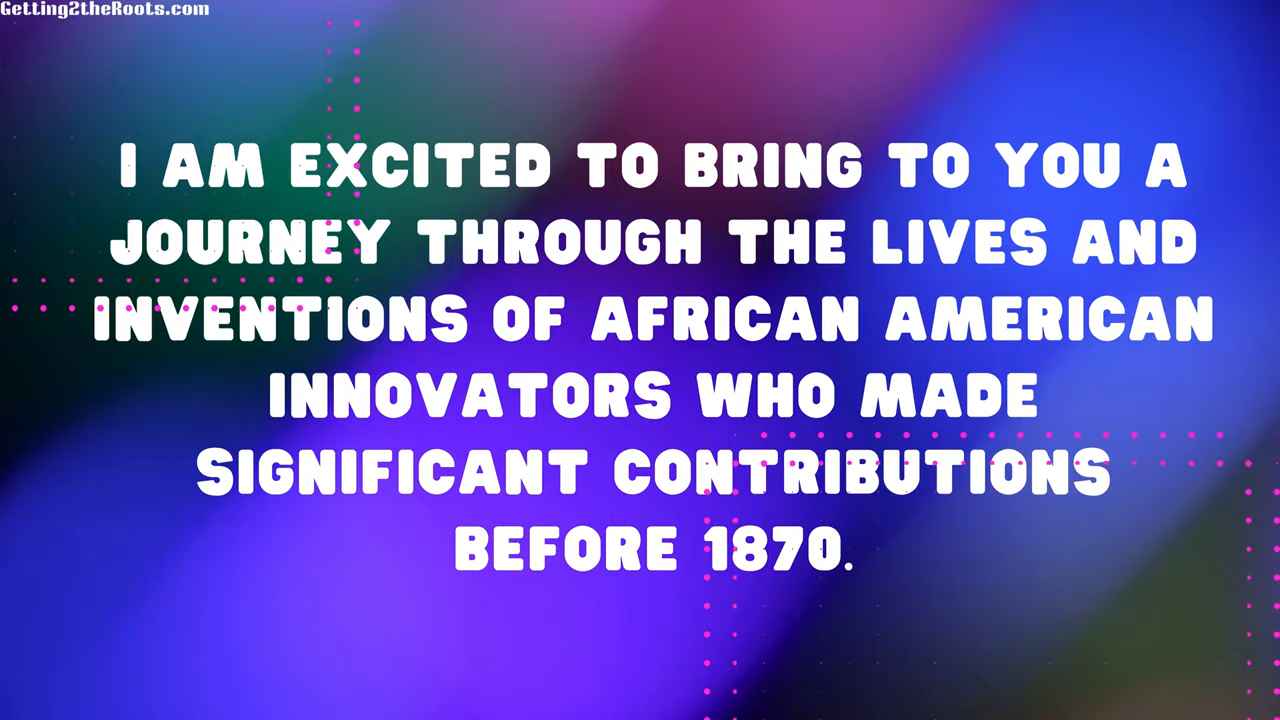 Getting2theRoots.com
I AM EXCITED TO BRING TO YOU A
JOURNEY THROUGH THE LIVES AND
INVENTIONS OF AFRICAN AMERICAN
INNOVATORS WHO MADE
SIGNIFICANT CONTRIBUTIONS
BEFORE 1870.